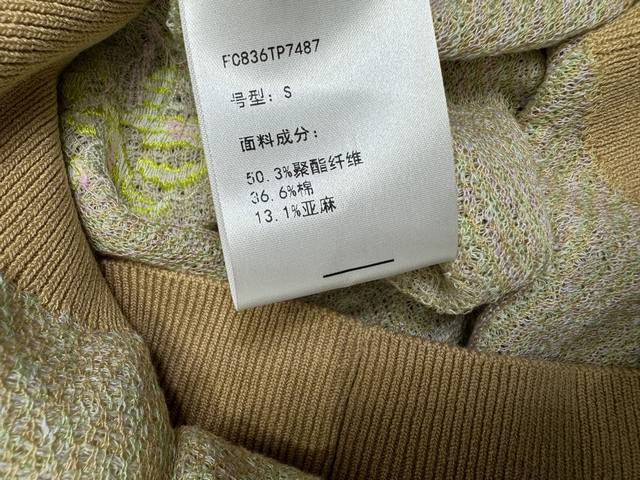 FC836TP7487
号型: S
面料成分:
50.3%聚酯纤维
36.6%棉
13.1%亚麻